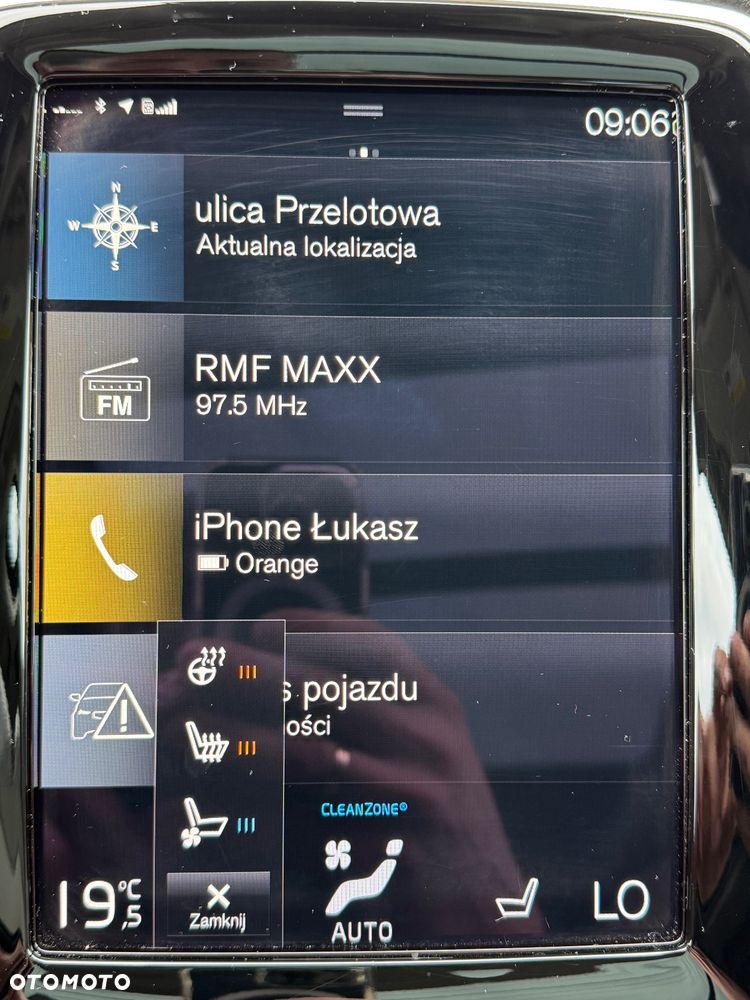 09:06
N
W E
S
ulica Przelotowa
Aktualna lokalizacja
RMF MAXX
97.5 MHz
FM
iPhone Łukasz
Orange
s pojazdu
ości
CLEANZONE®
19,5 °C
Zamknij
AUTO
LO
OTOMOTO